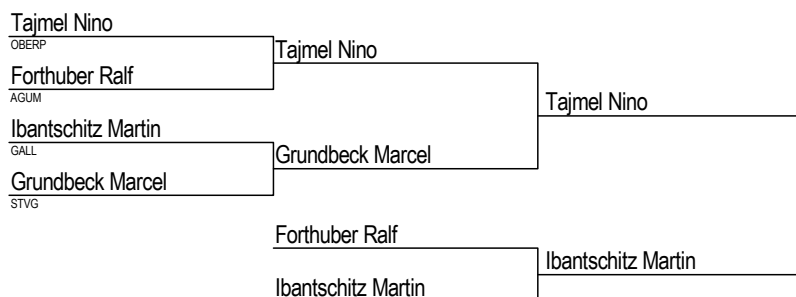 Tajmel Nino
OBERP
Tajmel Nino
Forthuber Ralf
AGUM
Tajmel Nino
Ibantschitz Martin
GALL
Grundbeck Marcel
Grundbeck Marcel
STVG
Forthuber Ralf
Ibantschitz Martin
Ibantschitz Martin